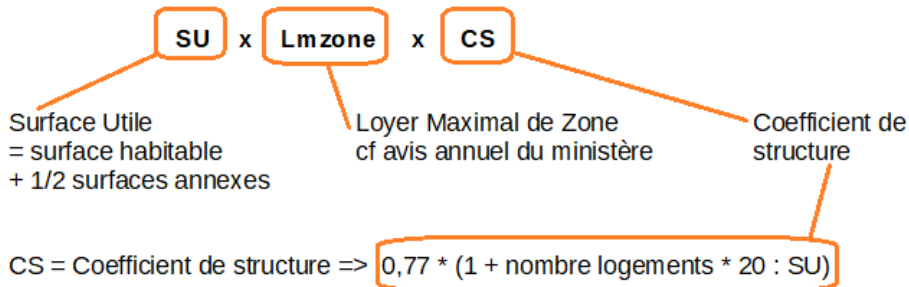 SU x Lmzone x CS
Surface Utile
= surface habitable
+ 1/2 surfaces annexes
Loyer Maximal de Zone
cf avis annuel du ministère
Coefficient de
structure
CS = Coefficient de structure => 0,77 * (1 + nombre logements * 20 : SU)